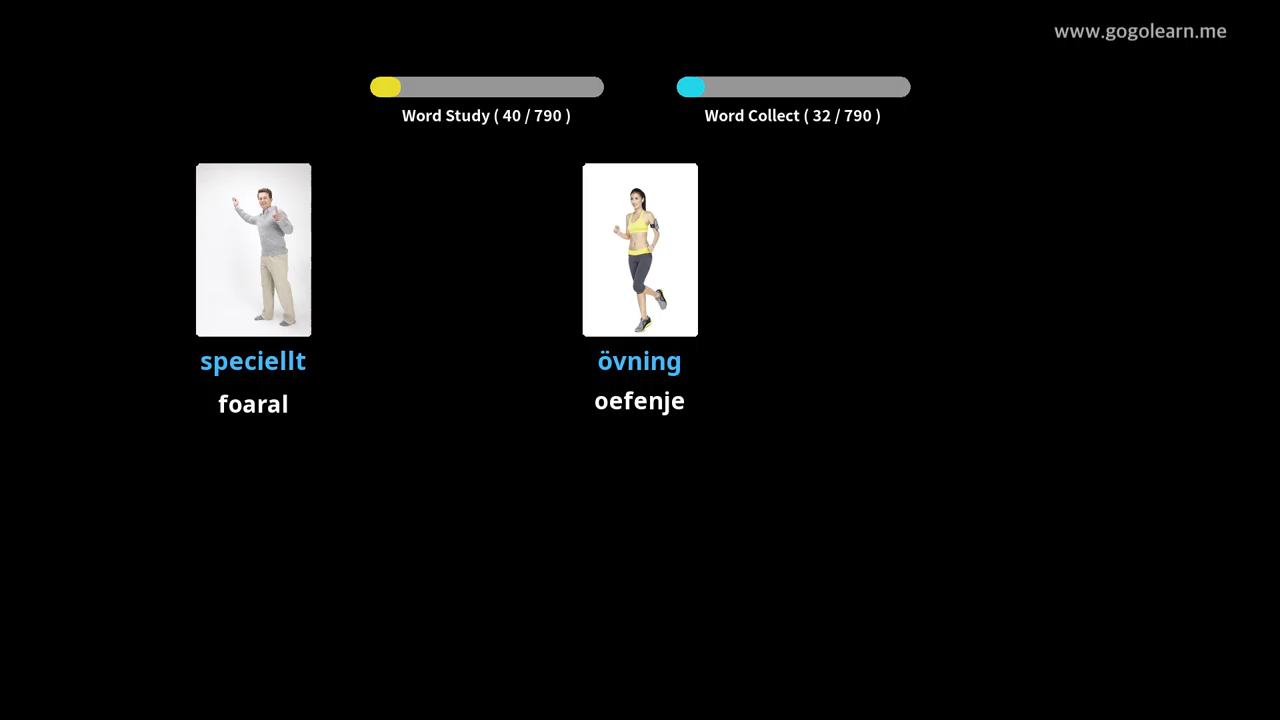 www.gogolearn.me
Word Study ( 40 / 790 )
Word Collect ( 32 / 790 )
speciellt
foaral
övning
oefenje